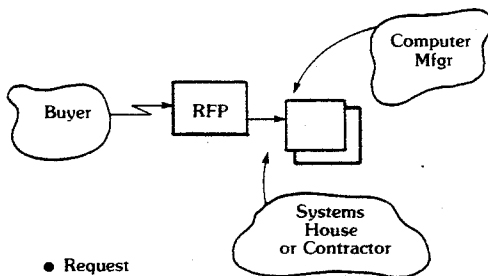 Computer
Mfgr
Buyer
RFP
Systems
House
or Contractor
● Request